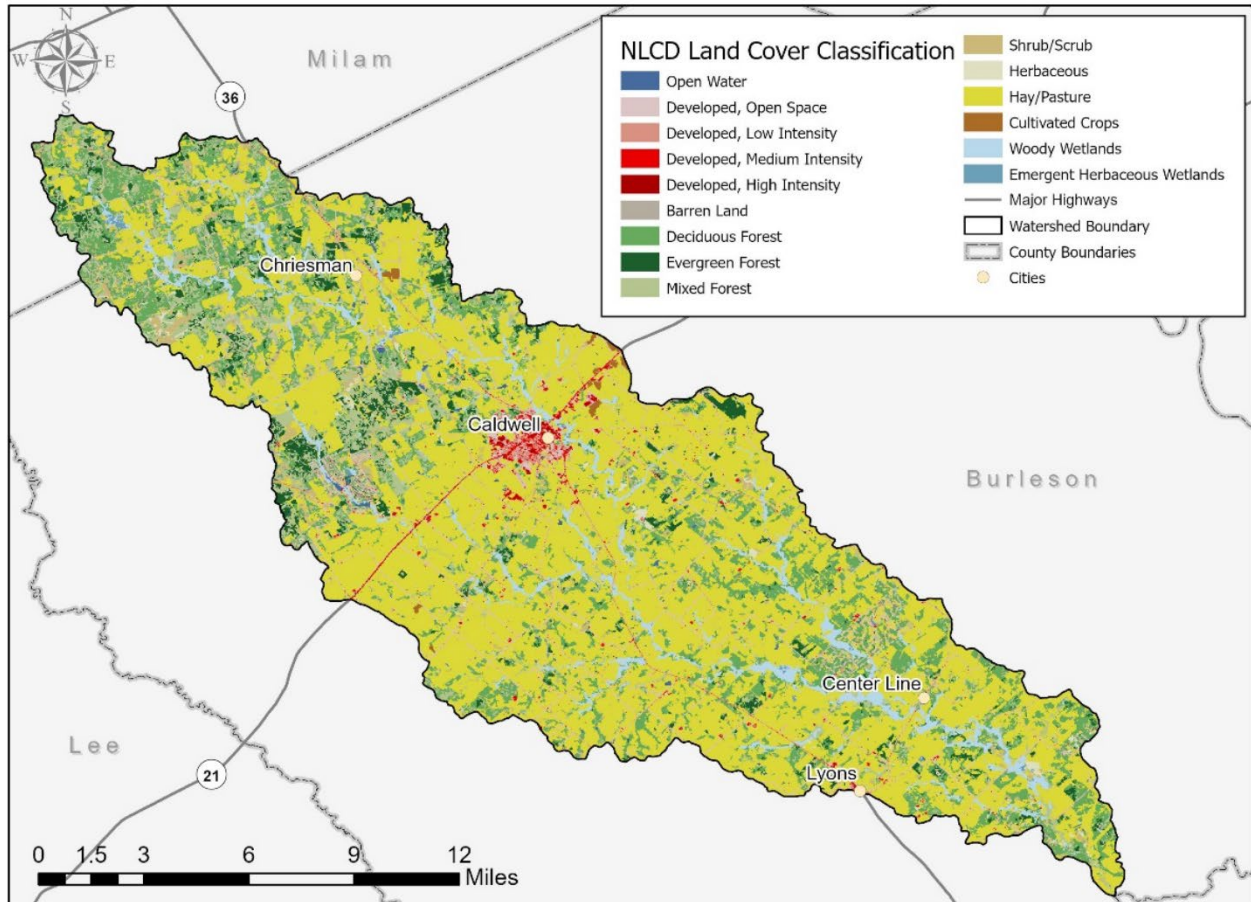 N
W E
S
Milam
36
NLCD Land Cover Classification
Open Water
Developed, Open Space
Developed, Low Intensity
Developed, Medium Intensity
Developed, High Intensity
Barren Land
Deciduous Forest
Evergreen Forest
Mixed Forest
Shrub/Scrub
Herbaceous
Hay/Pasture
Cultivated Crops
Woody Wetlands
Emergent Herbaceous Wetlands
Major Highways
Watershed Boundary
County Boundaries
Cities
Chriesman
Caldwell
Burleson
Center Line
Lee
21
Lyons
0 1.5 3 6 9 12
Miles